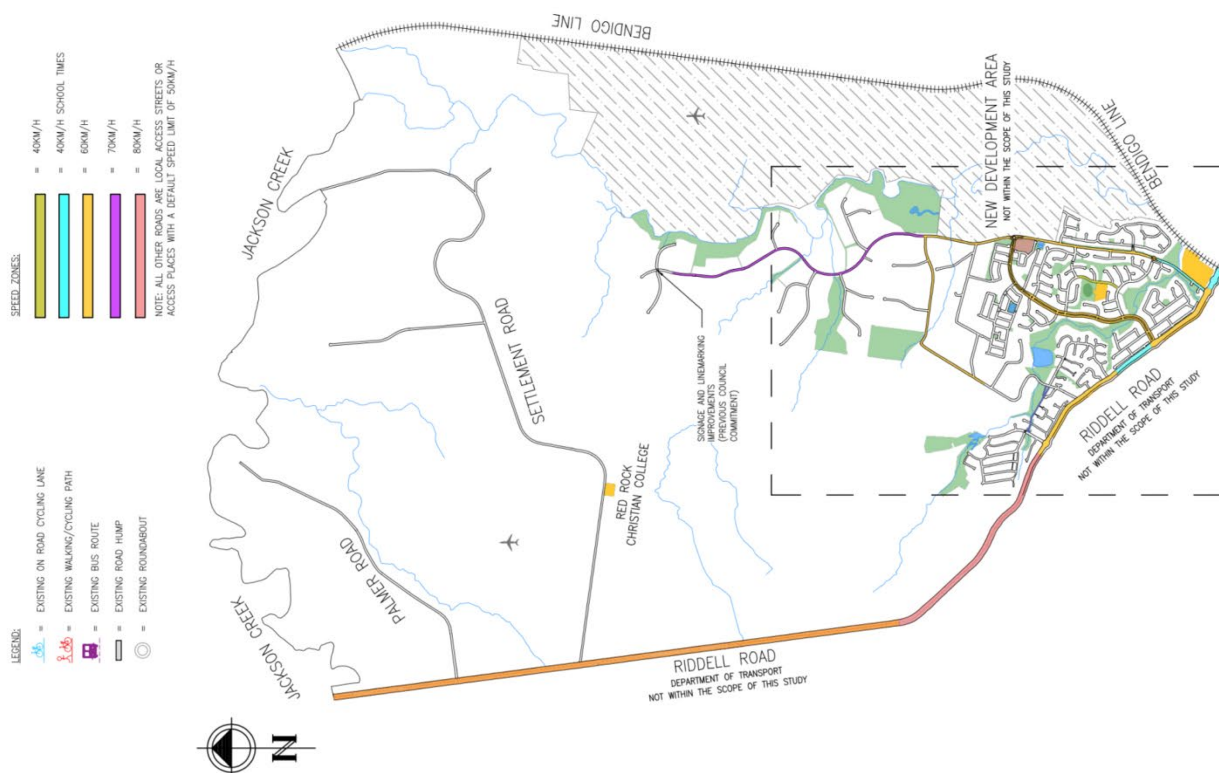 LEGEND:
= EXISTING ON ROAD CYCLING LANE
= EXISTING WALKING/CYCLING PATH
= EXISTING BUS ROUTE
= EXISTING ROAD HUMP
= EXISTING ROUNDABOUT
SPEED ZONES:
= 40KM/H
= 40KM/H SCHOOL TIMES
= 60KM/H
= 70KM/H
= 80KM/H
NOTE: ALL OTHER ROADS ARE LOCAL ACCESS STREETS OR
ACCESS PLACES WITH A DEFAULT SPEED LIMIT OF 50KM/H
N
JACKSON CREEK
JACKSON CREEK
PALMER ROAD
SETTLEMENT ROAD
RED ROCK
CHRISTIAN COLLEGE
RIDDELL ROAD
DEPARTMENT OF TRANSPORT
NOT WITHIN THE SCOPE OF THIS STUDY
BENDIGO LINE
SIGNAGE AND LINEMARKING
IMPROVEMENTS
(PREVIOUS COUNCIL
COMMITMENT)
NEW DEVELOPMENT AREA
NOT WITHIN THE SCOPE OF THIS STUDY
BENDIGO LINE
RIDDELL ROAD
DEPARTMENT OF TRANSPORT
NOT WITHIN THE SCOPE OF THIS STUDY